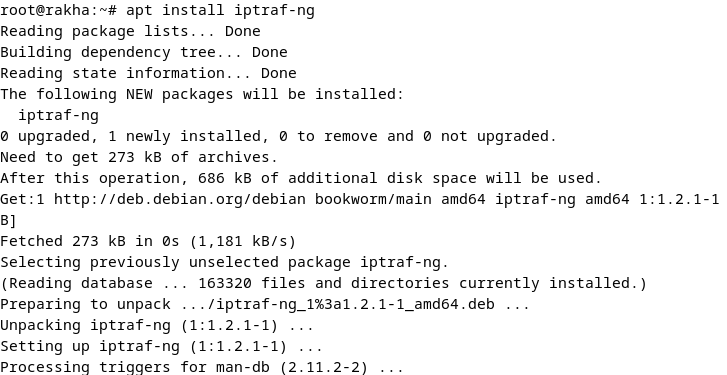 root@rakha:~# apt install iptraf-ng
Reading package lists... Done
Building dependency tree... Done
Reading state information... Done
The following NEW packages will be installed:
  iptraf-ng
0 upgraded, 1 newly installed, 0 to remove and 0 not upgraded.
Need to get 273 kB of archives.
After this operation, 686 kB of additional disk space will be used.
Get:1 http://deb.debian.org/debian bookworm/main amd64 iptraf-ng amd64 1:1.2.1-1
B]
Fetched 273 kB in 0s (1,181 kB/s)
Selecting previously unselected package iptraf-ng.
(Reading database ... 163320 files and directories currently installed.)
Preparing to unpack .../iptraf-ng_1%3a1.2.1-1_amd64.deb ...
Unpacking iptraf-ng (1:1.2.1-1) ...
Setting up iptraf-ng (1:1.2.1-1) ...
Processing triggers for man-db (2.11.2-2) ...